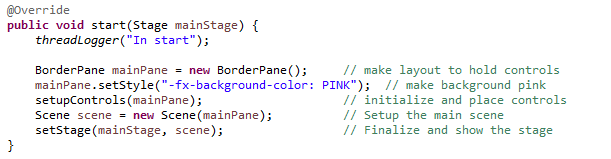 @Override
public void start(Stage mainStage) {
    threadLogger("In start");

    BorderPane mainPane = new BorderPane();     // make layout to hold controls
    mainPane.setStyle("-fx-background-color: PINK");  // make background pink
    setupControls(mainPane);                    // initialize and place controls
    Scene scene = new Scene(mainPane);          // Setup the main scene
    setStage(mainStage, scene);                 // Finalize and show the stage
}